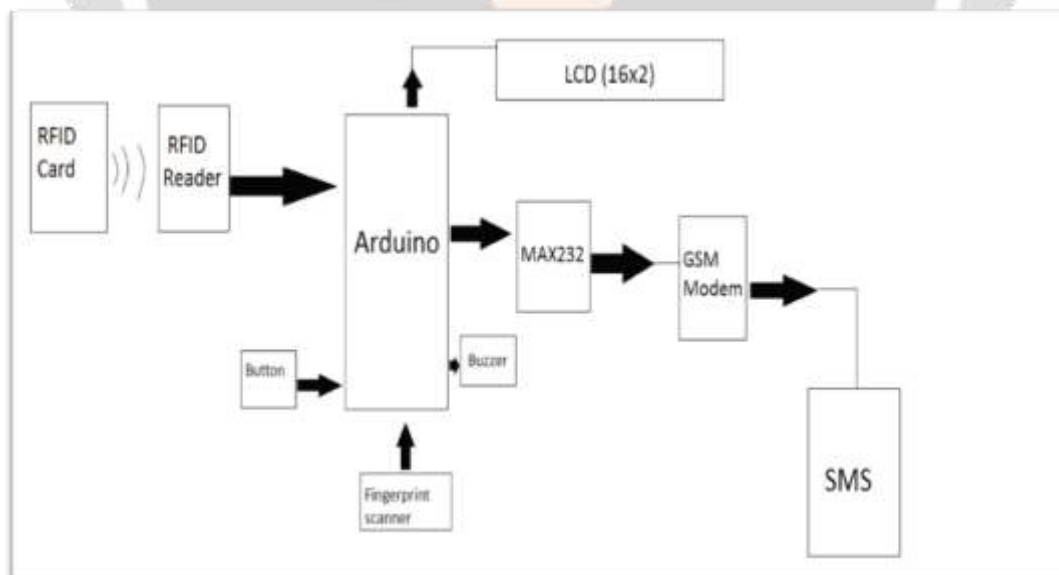 LCD (16x2)
RFID
Card
RFID
Reader
Arduino
MAX232
GSM
Modem
Button
Buzzer
Fingerprint
scanner
SMS